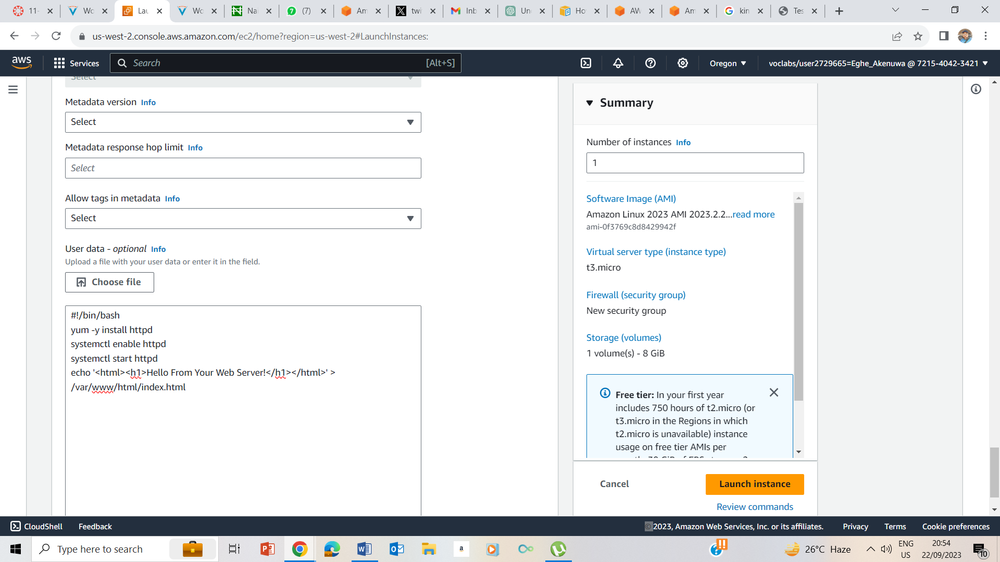 11-
Wo
Lau
Wo
Nai
(7)
Am
twi
Inb
Un
Ho
AW
Am
kin
Tes
us-west-2.console.aws.amazon.com/ec2/home?region=us-west-2#LaunchInstances:
aws
Services
Search
[Alt+S]
Oregon
voclabs/user2729665=Eghe_Akenuwa @ 7215-4042-3421
Select
Metadata version Info
Select
Metadata response hop limit Info
Select
Allow tags in metadata Info
Select
User data - optional Info
Upload a file with your user data or enter it in the field.
Choose file
#!/bin/bash
yum -y install httpd
systemctl enable httpd
systemctl start httpd
echo '<html><h1>Hello From Your Web Server!</h1></html>' >
/var/www/html/index.html
Summary
Number of instances Info
1
Software Image (AMI)
Amazon Linux 2023 AMI 2023.2.2...read more
ami-0f3769c8d8429942f
Virtual server type (instance type)
t3.micro
Firewall (security group)
New security group
Storage (volumes)
1 volume(s) - 8 GiB
Free tier: In your first year
includes 750 hours of t2.micro (or
t3.micro in the Regions in which
t2.micro is unavailable) instance
usage on free tier AMIs per
Cancel
Launch instance
Review commands
CloudShell
Feedback
©2023, Amazon Web Services, Inc. or its affiliates.
Privacy
Terms
Cookie preferences
Type here to search
a
26°C Haze
ENG
US
20:54
22/09/2023
10